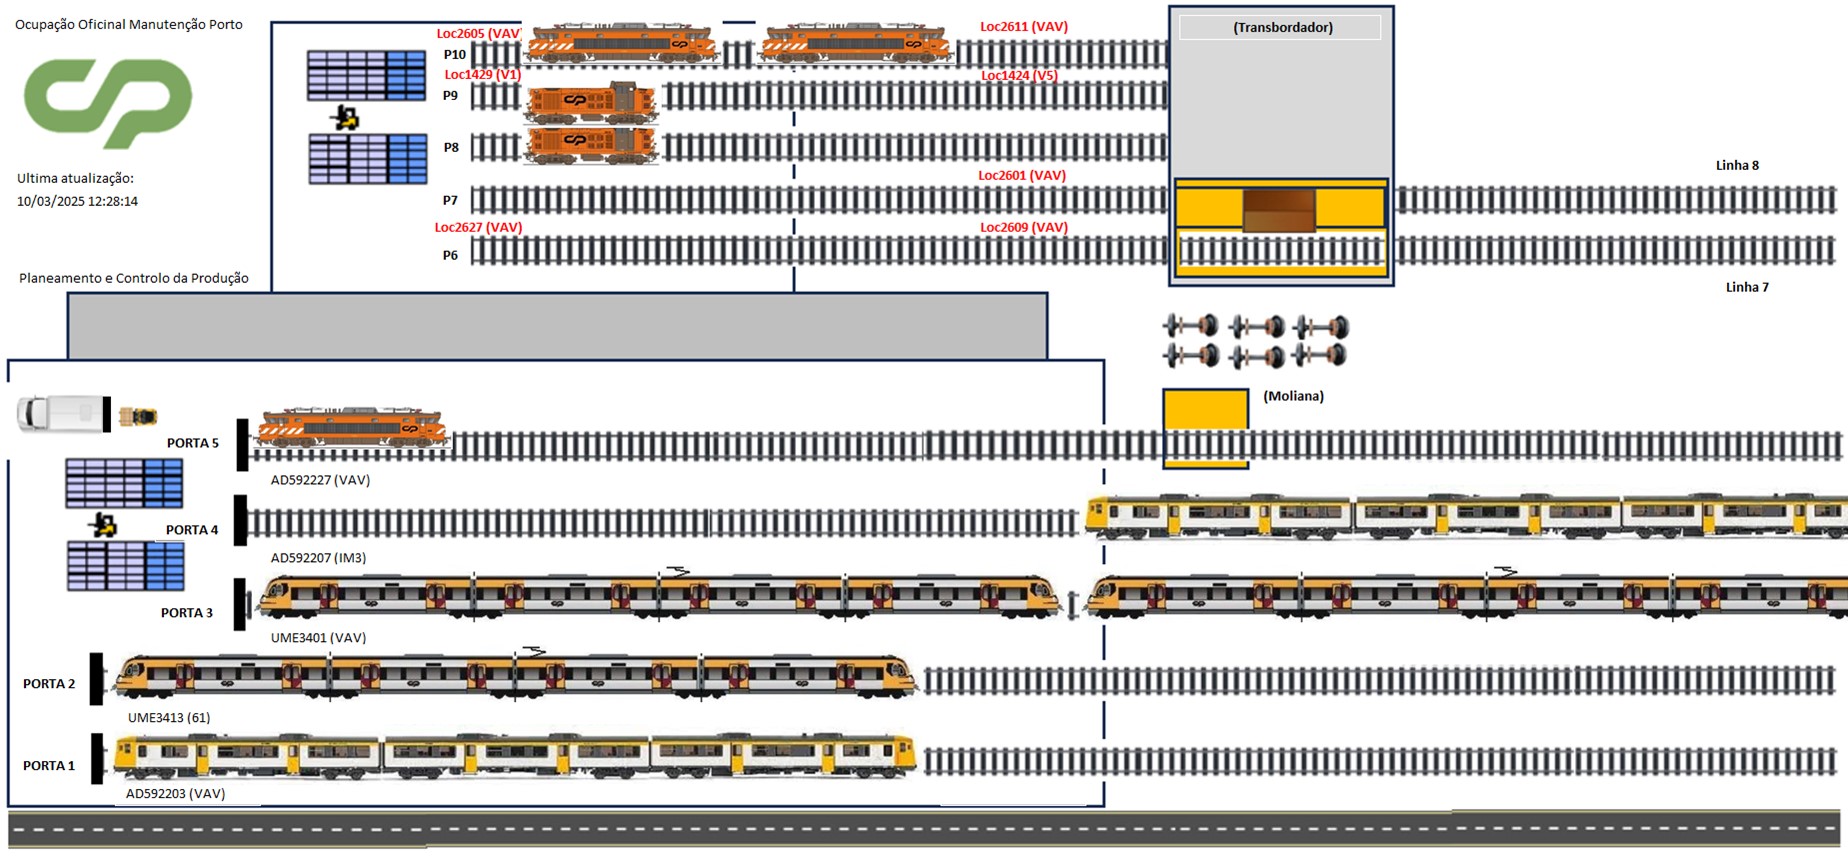 Ocupação Oficinal Manutenção Porto
Ultima atualização:
10/03/2025 12:28:14
Planeamento e Controlo da Produção
Loc2605 (VAV)
Loc2611 (VAV)
P10
Loc1429 (V1)
Loc1424 (V5)
P9
P8
Loc2601 (VAV)
P7
Loc2627 (VAV)
Loc2609 (VAV)
P6
(Transbordador)
Linha 8
Linha 7
(Moliana)
PORTA 5
AD592227 (VAV)
PORTA 4
AD592207 (IM3)
PORTA 3
UME3401 (VAV)
PORTA 2
UME3413 (61)
PORTA 1
AD592203 (VAV)